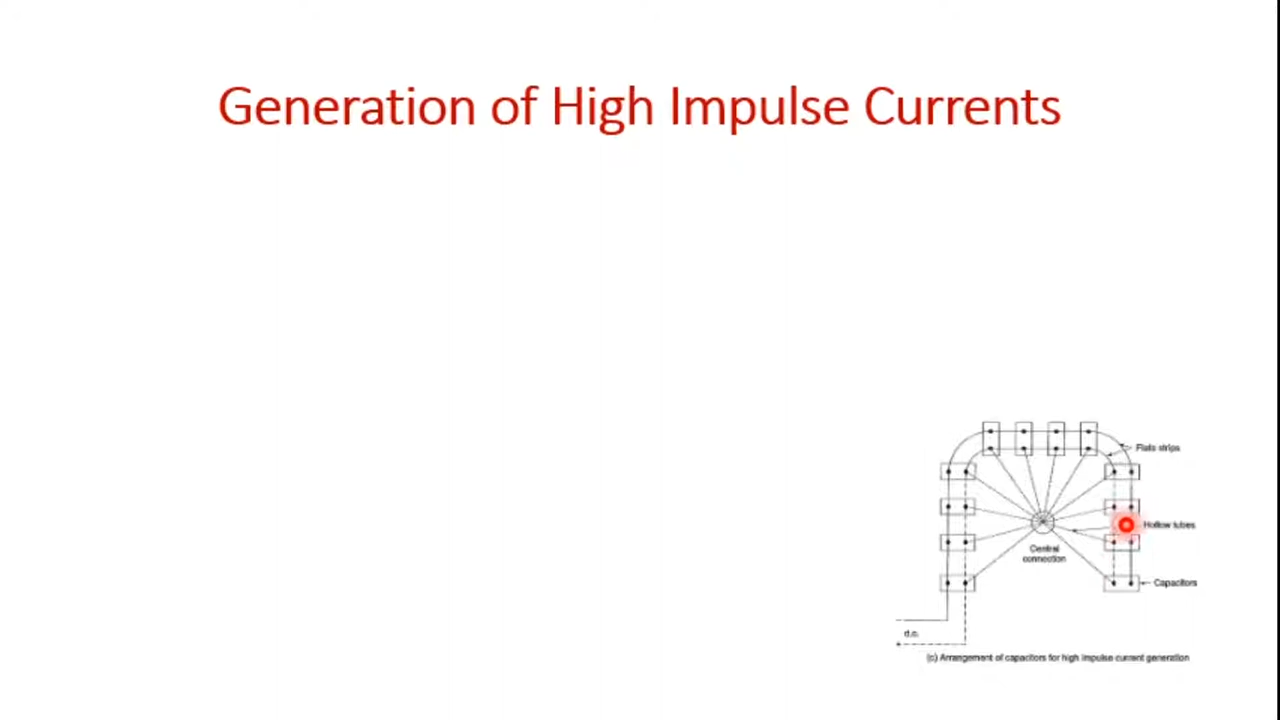 Generation of High Impulse Currents
Flats strips
Hollow tubes
Central
connection
Capacitors
d.c.
(c) Arrangement of capacitors for high impulse current generation